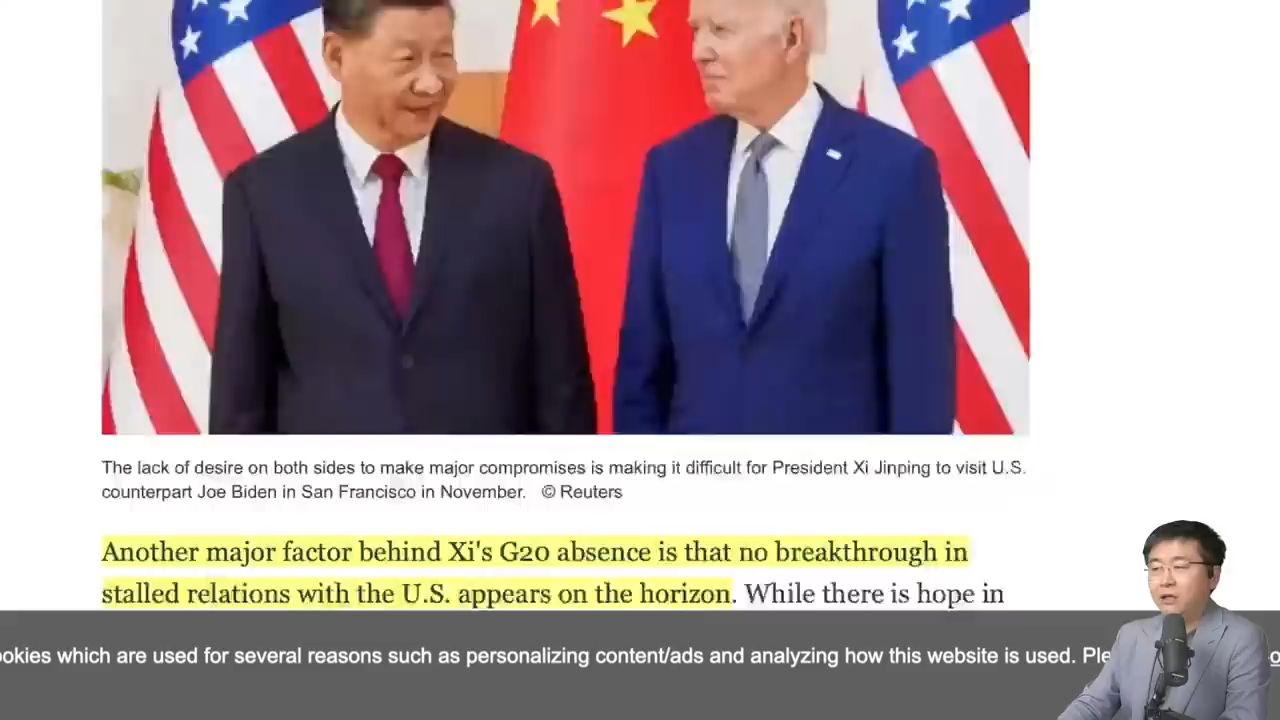 The lack of desire on both sides to make major compromises is making it difficult for President Xi Jinping to visit U.S.
counterpart Joe Biden in San Francisco in November. © Reuters
Another major factor behind Xi's G20 absence is that no breakthrough in
stalled relations with the U.S. appears on the horizon. While there is hope in
ookies which are used for several reasons such as personalizing content/ads and analyzing how this website is used. Ple